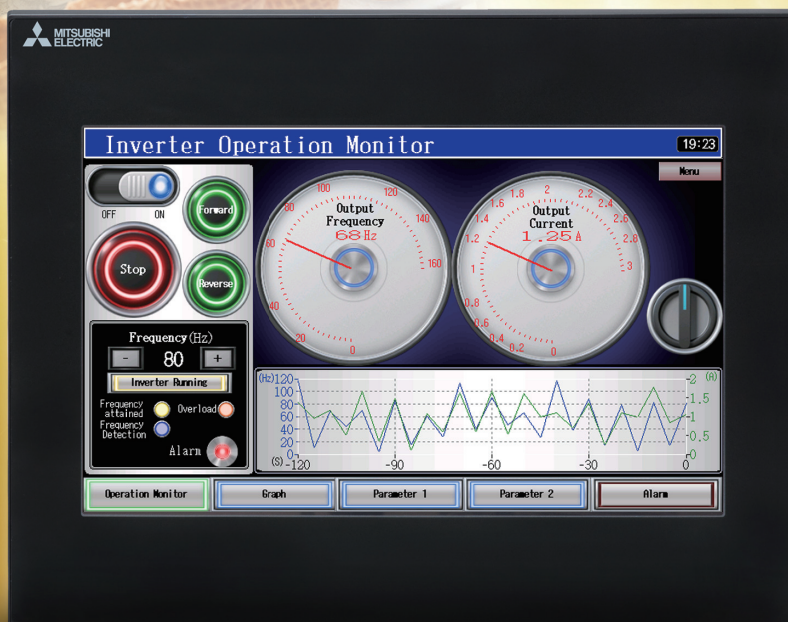 MITSUBISHI
ELECTRIC
Inverter Operation Monitor
19:23
Menu
OFF ON
Forward
Stop
Reverse
Output
Frequency
68Hz
0 20 40 60 80 100 120 140 160
Output
Current
1.25A
0 0.2 0.4 0.6 0.8 1 1.2 1.4 1.6 1.8 2 2.2 2.4 2.6 2.8 3
Frequency(Hz)
- 80 +
Inverter Running
Frequency
attained
Overload
Frequency
Detection
Alarm
(Hz)120
100
80
60
40
20
0
2 (A)
1.5
1
0.5
0
(S) -120 -90 -60 -30 0
Operation Monitor Graph Parameter 1 Parameter 2 Alarm